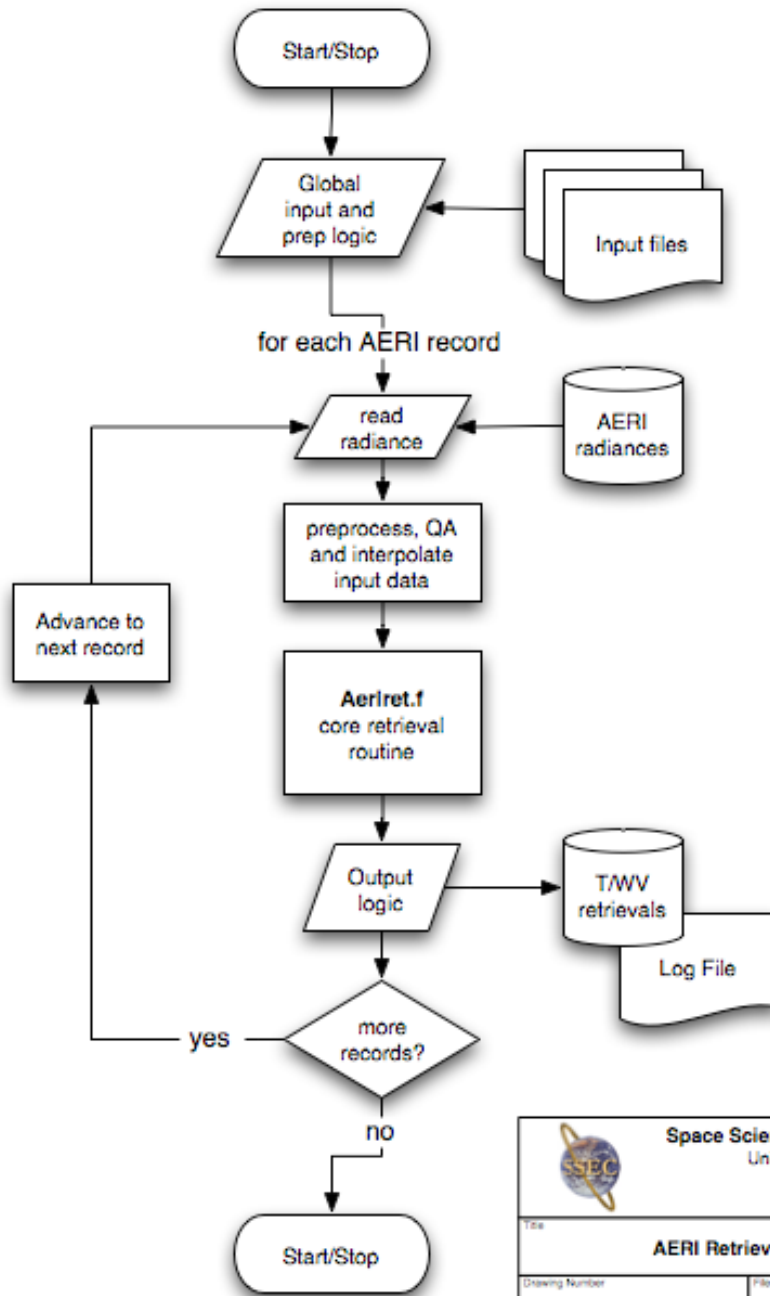 Start/Stop
Global
input and
prep logic
Input files
for each AERI record
read
radiance
AERI
radiances
preprocess, QA
and interpolate
input data
Advance to
next record
Aeriret.f
core retrieval
routine
Output
logic
T/WV
retrievals
Log File
more
records?
yes
no
Start/Stop
SSEC
Space Scie
Un
Title
AERI Retriev
Drawing Number
File